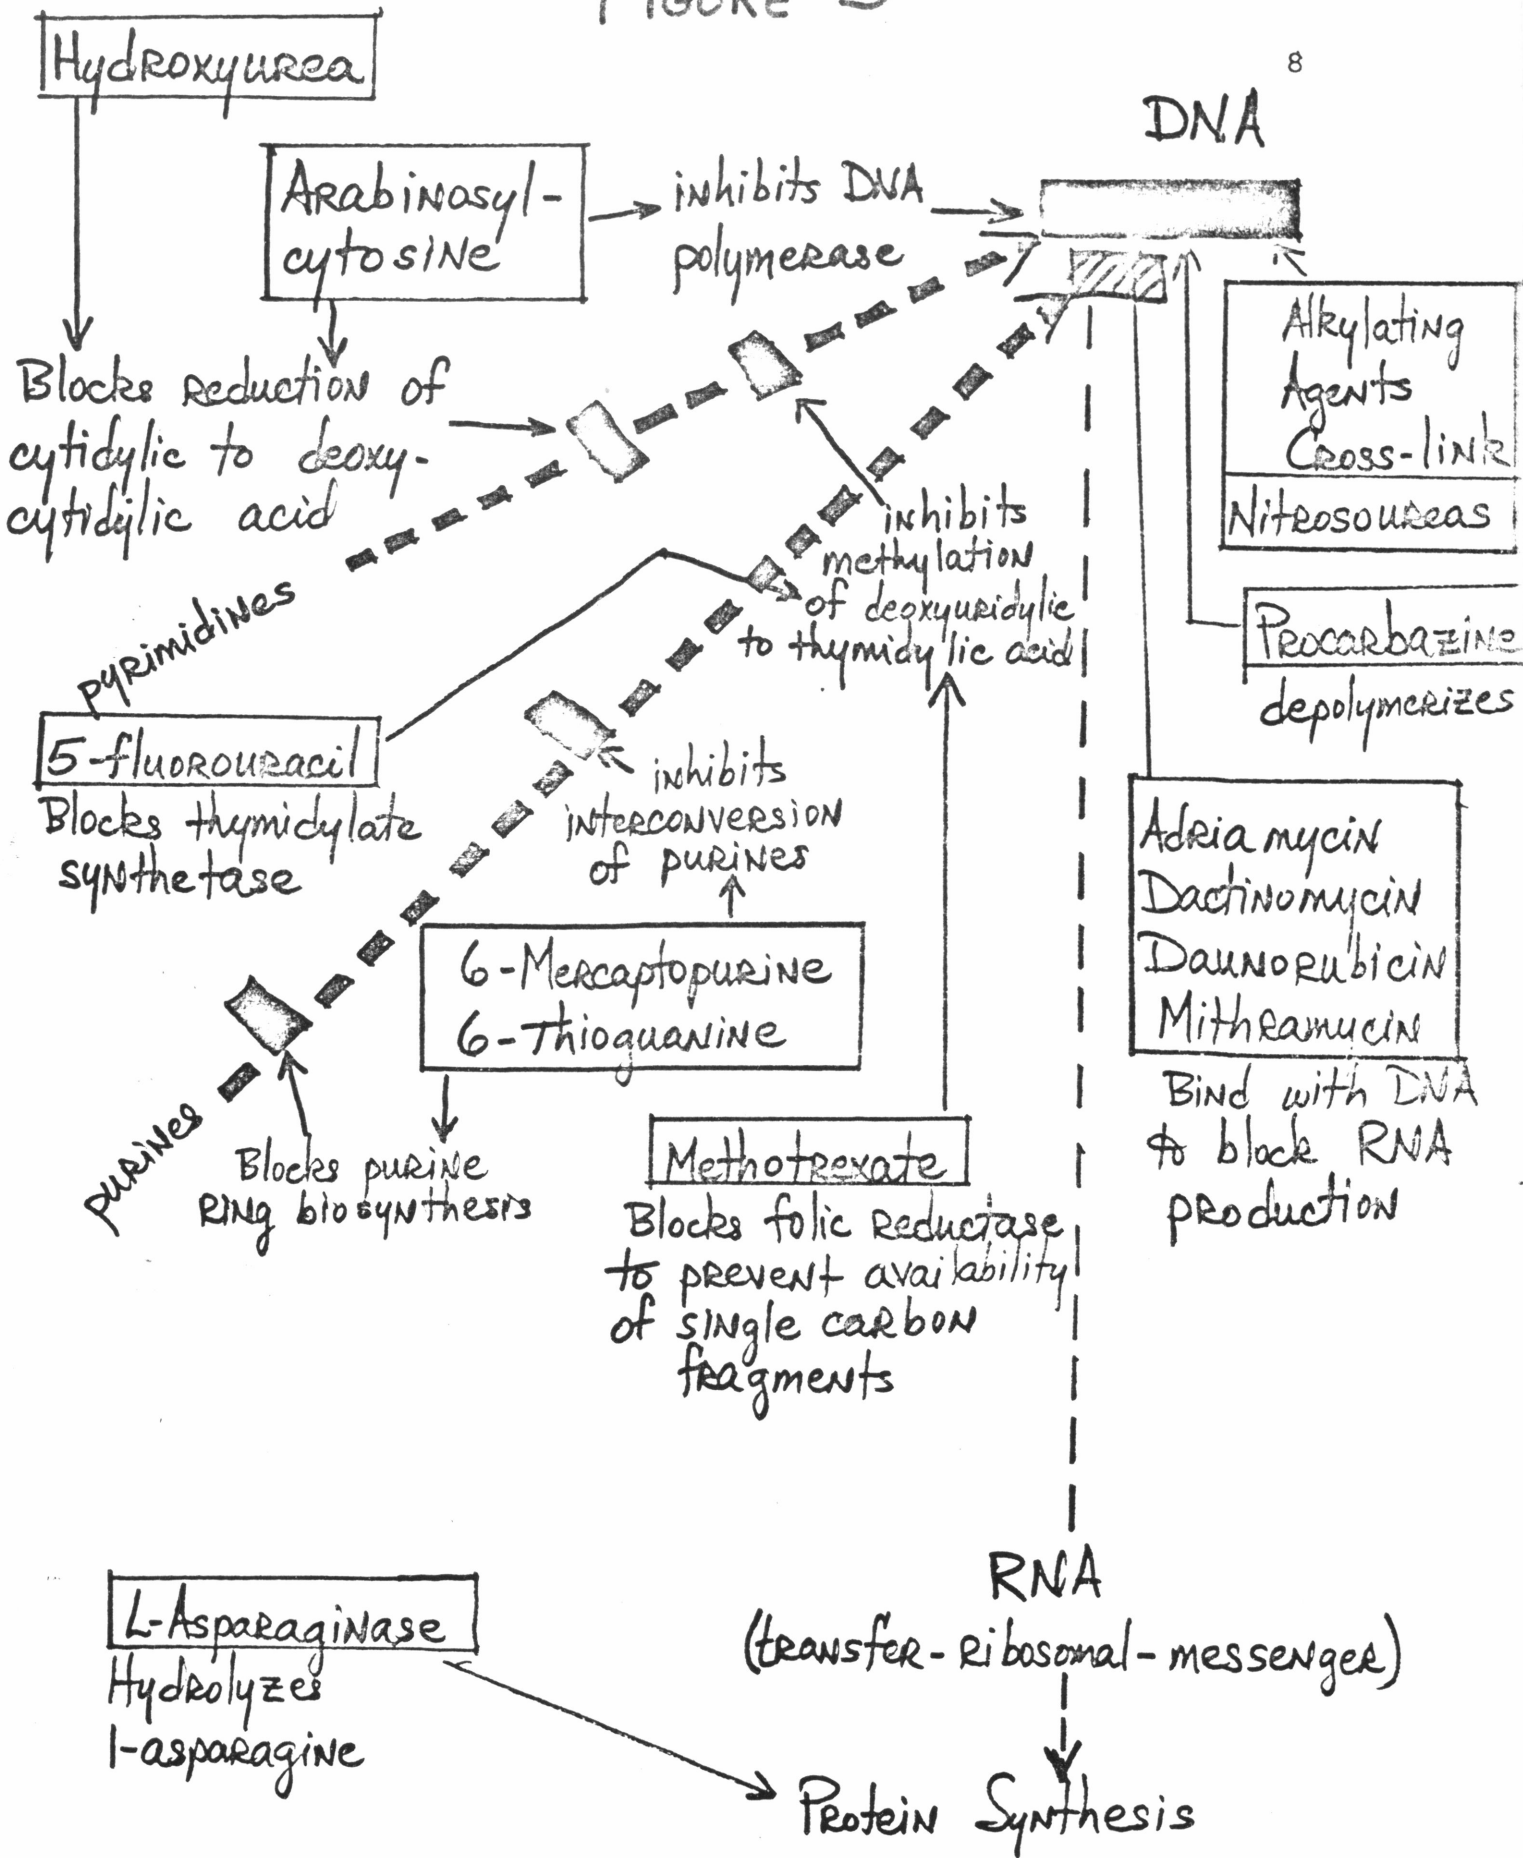 FIGURE
8
Hydroxyurea
DNA
Arabinosyl-
cytosine
inhibits DNA
polymerase
Blocks reduction of
cytidylic to deoxy-
cytidylic acid
Alkylating
Agents
Cross-link
Nitrosoureas
inhibits
methylation
of deoxyuridylic
to thymidylic acid
Procarbazine
depolymerizes
pyrimidines
5-fluorouracil
Blocks thymidylate
synthetase
inhibits
interconversion
of purines
6-Mercaptopurine
6-Thioguanine
Adriamycin
Dactinomycin
Daunorubicin
Mithramycin
Bind with DNA
to block RNA
production
purines
Blocks purine
ring biosynthesis
Methotrexate
Blocks folic reductase
to prevent availability
of single carbon
fragments
RNA
(transfer-ribosomal-messenger)
L-Asparaginase
Hydrolyzes
l-asparagine
Protein Synthesis